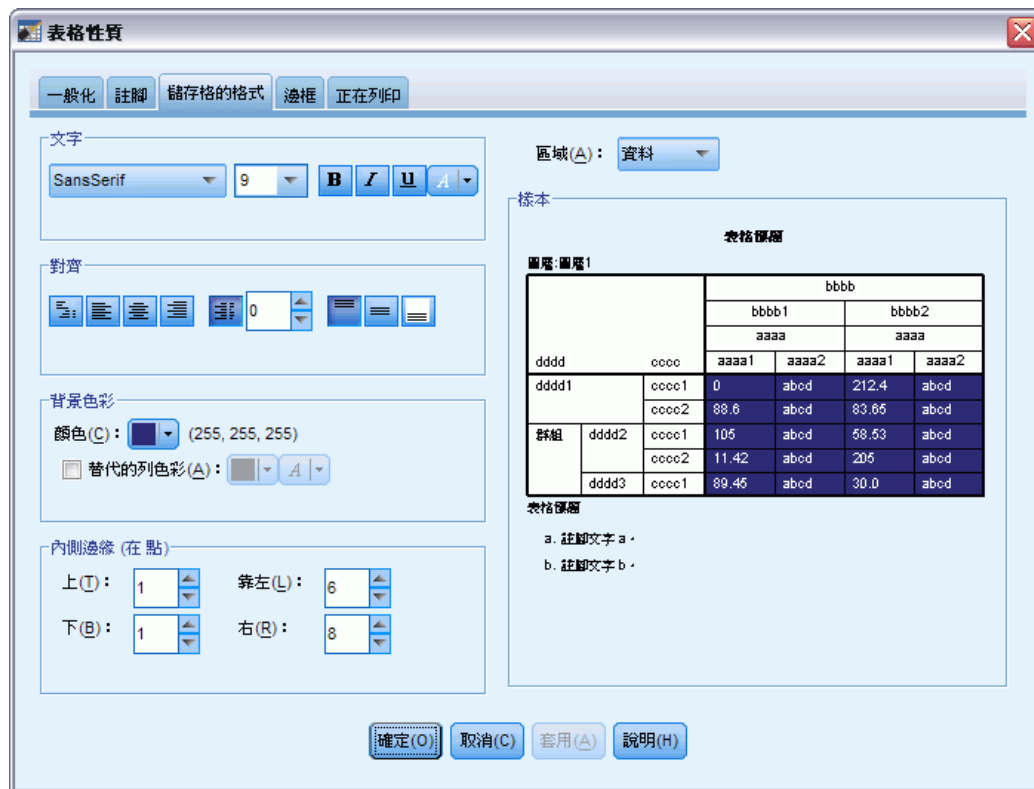 表格性質
一般化 註腳 儲存格的格式 邊框 正在列印
文字
SansSerif 9 B I U A
對齊
0
背景色彩
顏色(C): (255, 255, 255)
替代的列色彩(A): A
內側邊緣 (在 點)
上(T): 1 靠左(L): 6
下(B): 1 右(R): 8
區域(A): 資料
樣本
表格標題
圖層:圖層1
bbbb
bbbb1 bbbb2
aaaa aaaa
dddd cccc aaaa1 aaaa2 aaaa1 aaaa2
dddd1 cccc1 0 abcd 212.4 abcd
cccc2 88.6 abcd 83.65 abcd
群組 dddd2 cccc1 105 abcd 58.53 abcd
cccc2 11.42 abcd 205 abcd
dddd3 cccc1 89.45 abcd 30.0 abcd
表格標題
a. 註腳文字 a。
b. 註腳文字 b。
確定(O) 取消(C) 套用(A) 說明(H)